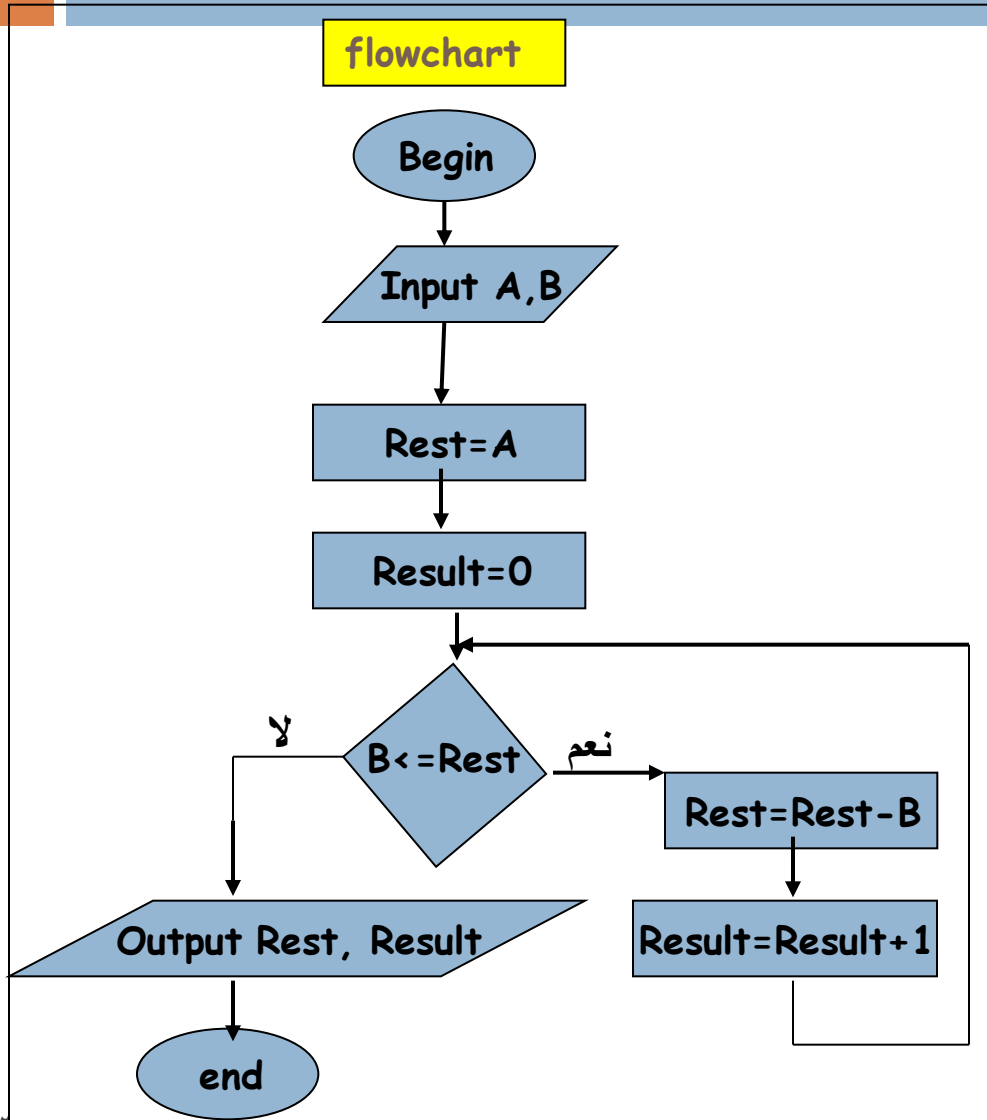 flowchart
Begin
Input A,B
Rest=A
Result=0
B<=Rest
لا
نعم
Rest=Rest-B
Result=Result+1
Output Rest, Result
end